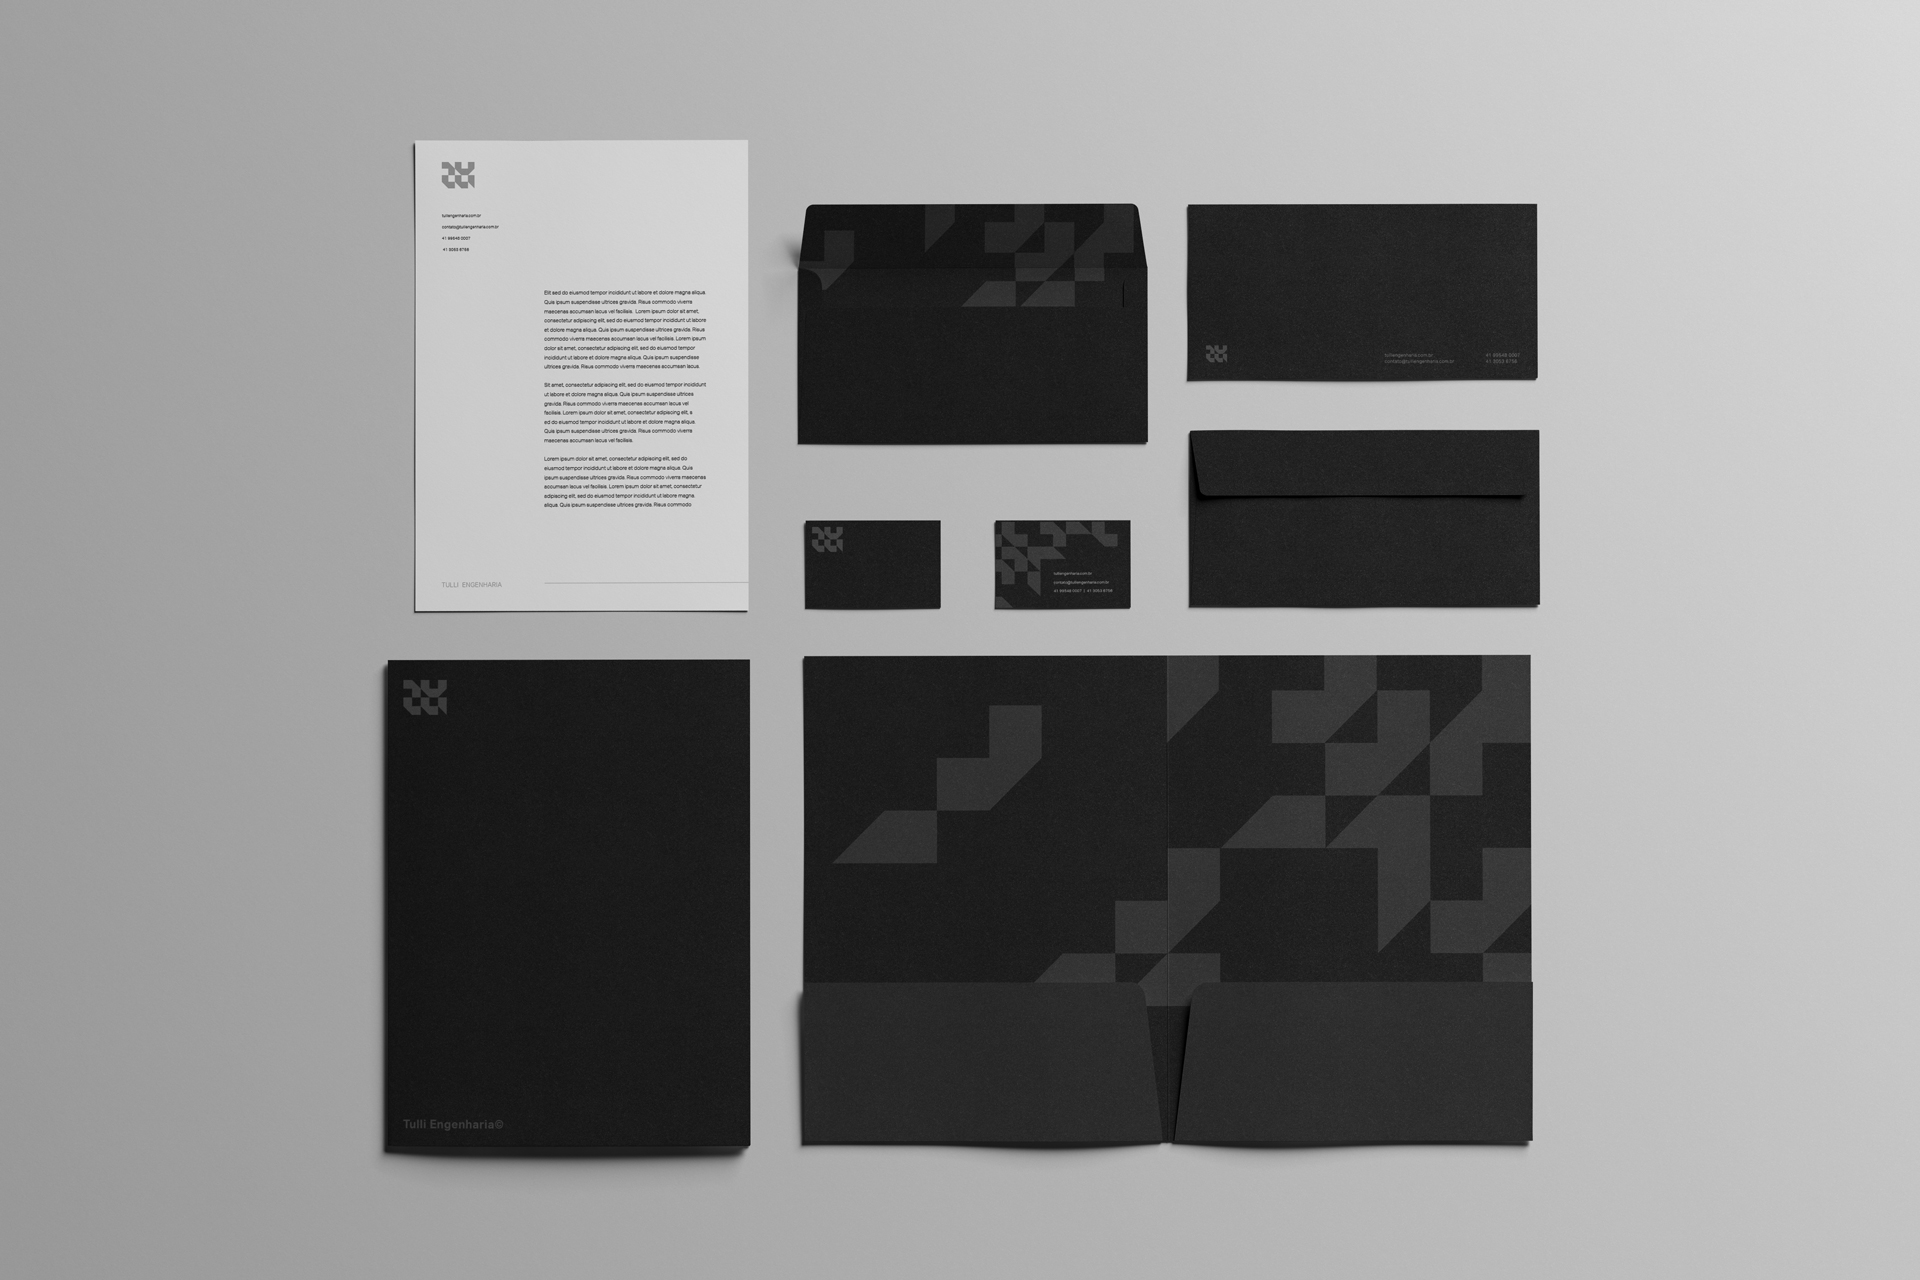 tulliengenharia.com.br
contato@tulliengenharia.com.br
41 99548 0007
41 3053 8756
Elit sed do eiusmod tempor incididunt ut labore et dolore magna aliqua.
Quis ipsum suspendisse ultrices gravida. Risus commodo viverra
maecenas accumsan lacus vel facilisis. Lorem ipsum dolor sit amet,
consectetur adipiscing elit, sed do eiusmod tempor incididunt ut labore
et dolore magna aliqua. Quis ipsum suspendisse ultrices gravida. Risus
commodo viverra maecenas accumsan lacus vel facilisis. Lorem ipsum
dolor sit amet, consectetur adipiscing elit, sed do eiusmod tempor
incididunt ut labore et dolore magna aliqua. Quis ipsum suspendisse
ultrices gravida. Risus commodo viverra maecenas accumsan lacus.
Sit amet, consectetur adipiscing elit, sed do eiusmod tempor incididunt
ut labore et dolore magna aliqua. Quis ipsum suspendisse ultrices
gravida. Risus commodo viverra maecenas accumsan lacus vel
facilisis. Lorem ipsum dolor sit amet, consectetur adipiscing elit, s
ed do eiusmod tempor incididunt ut labore et dolore magna aliqua.
Quis ipsum suspendisse ultrices gravida. Risus commodo viverra
maecenas accumsan lacus vel facilisis.
Lorem ipsum dolor sit amet, consectetur adipiscing elit, sed do
eiusmod tempor incididunt ut labore et dolore magna aliqua. Quis
ipsum suspendisse ultrices gravida. Risus commodo viverra maecenas
accumsan lacus vel facilisis. Lorem ipsum dolor sit amet, consectetur
adipiscing elit, sed do eiusmod tempor incididunt ut labore magna
aliqua. Quis ipsum suspendisse ultrices gravida. Risus commodo
TULLI ENGENHARIA
tulliengenharia.com.br
contato@tulliengenharia.com.br
41 99548 0007
41 3053 8756
tulliengenharia.com.br
contato@tulliengenharia.com.br
41 99548 0007 / 41 3053 8756
Tulli Engenharia©